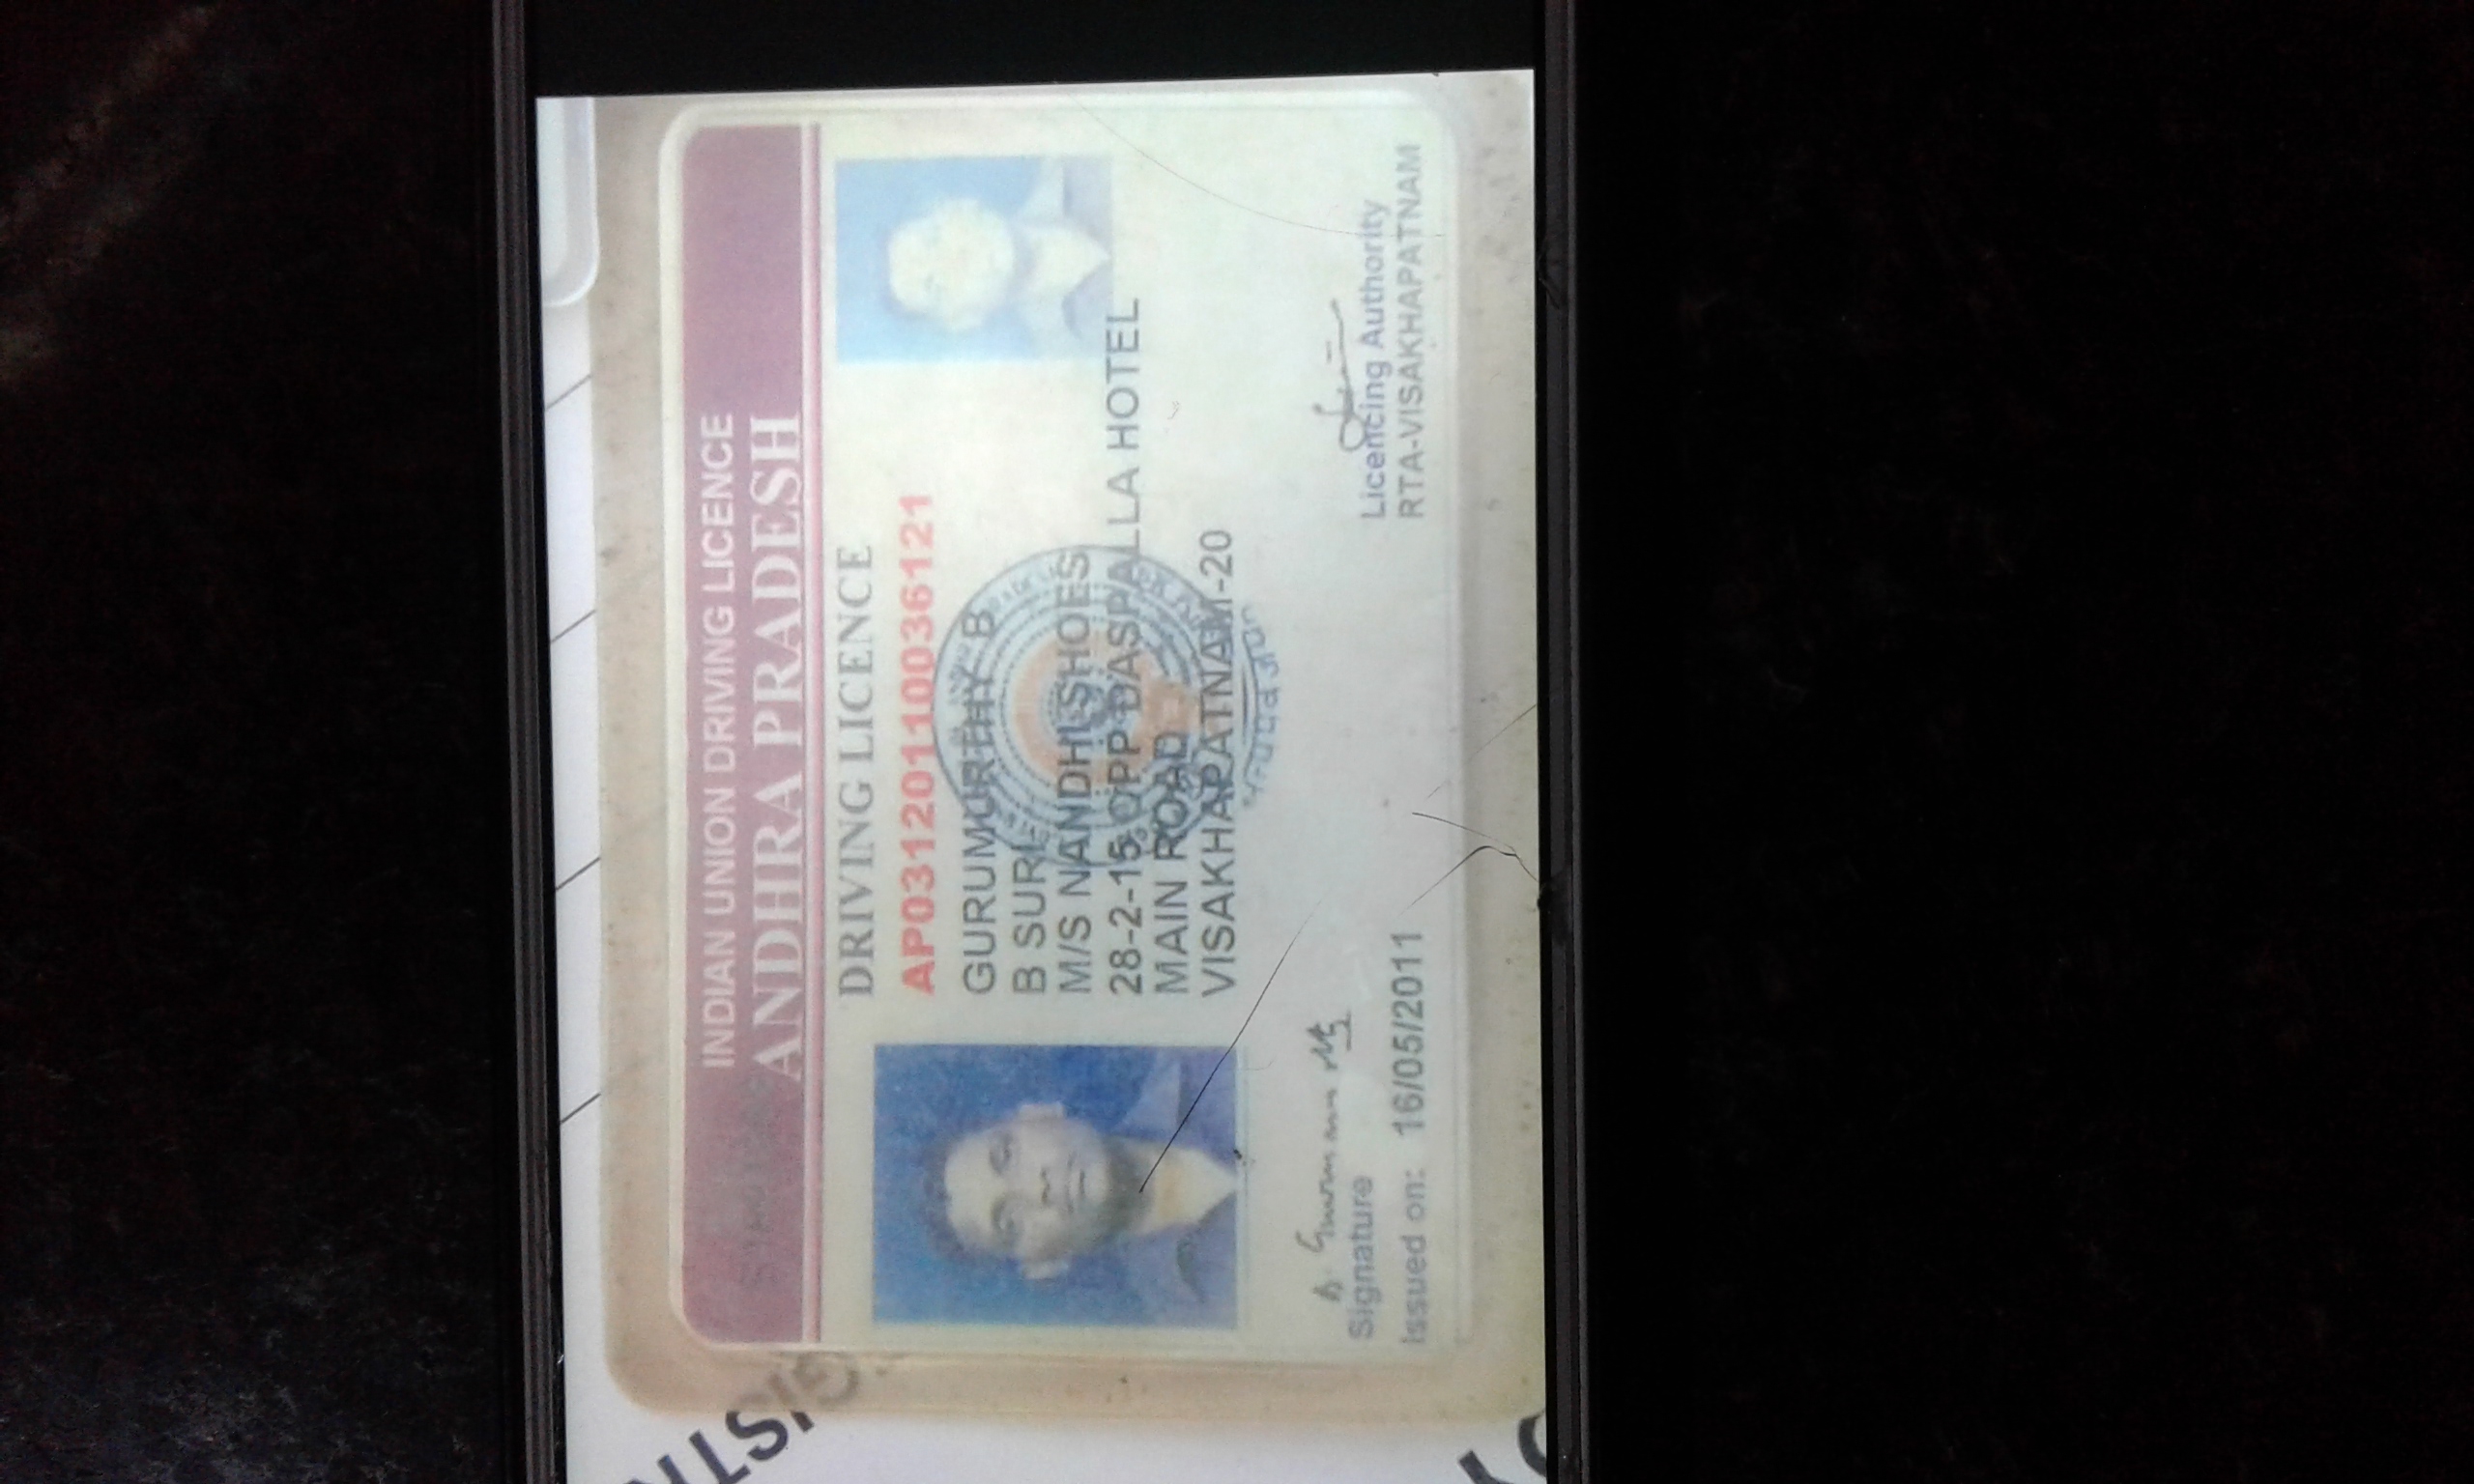 INDIAN UNION DRIVING LICENCE
ANDHRA PRADESH
DRIVING LICENCE
AP03120110036121
GURUMURTHY B
B SURI
M/S NANDHI SHOES
28-2-15 OPP DASPALLA HOTEL
MAIN ROAD
VISAKHAPATNAM-20
Signature
Issued on: 16/05/2011
Licencing Authority
RTA-VISAKHAPATNAM